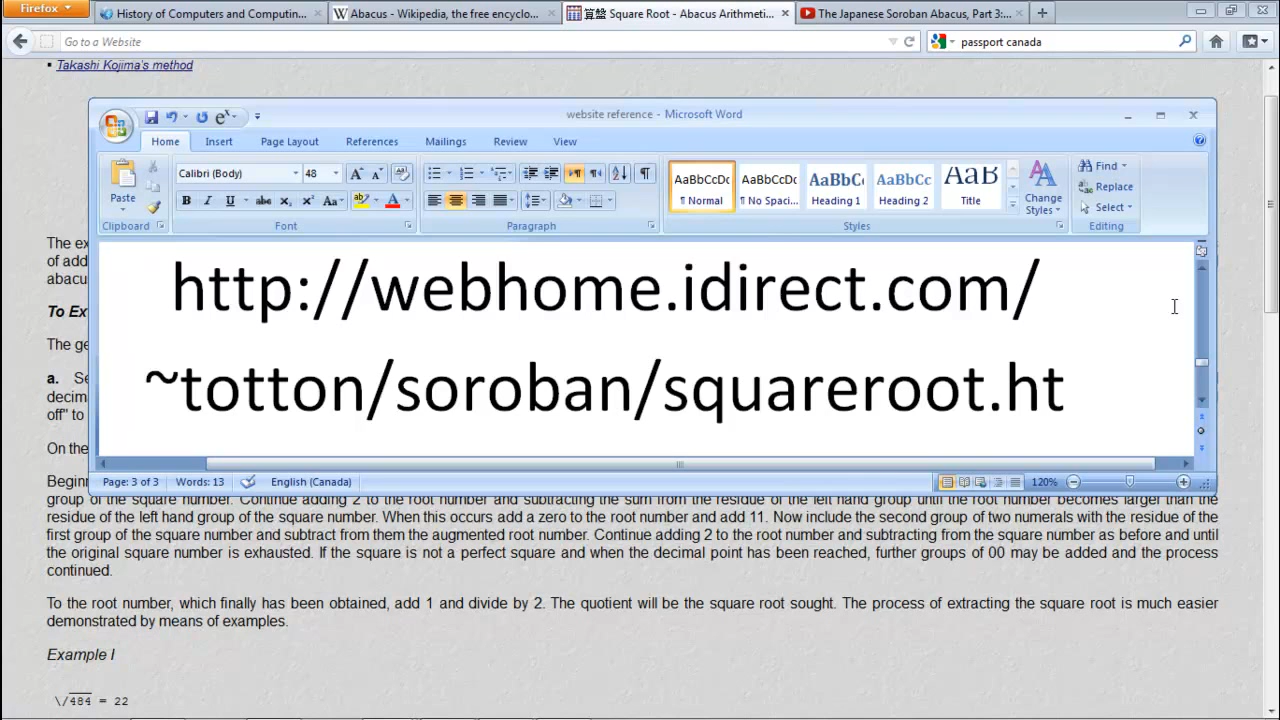 Firefox
History of Computers and Computin...
Abacus - Wikipedia, the free encyclo...
算盤 Square Root - Abacus Arithmeti...
The Japanese Soroban Abacus, Part 3:...
Go to a Website
passport canada
Takashi Kojima's method
website reference - Microsoft Word
Home Insert Page Layout References Mailings Review View
Calibri (Body) 48
Paste
B I U abc x₂ x² Aa
AaBbCcDc AaBbCcDc AaBbC AaBbCc AaB
¶ Normal ¶ No Spaci... Heading 1 Heading 2 Title
Change Styles
Find
Replace
Select
Clipboard Font Paragraph Styles Editing
The ex
of add
abacu
http://webhome.idirect.com/
To Ex
The ge
~totton/soroban/squareroot.ht
a. Se
decima
off" to
On the
Page: 3 of 3 Words: 13 English (Canada) 120%
Beginn
group of the square number. Continue adding 2 to the root number and subtracting the sum from the residue of the left hand group until the root number becomes larger than the
residue of the left hand group of the square number. When this occurs add a zero to the root number and add 11. Now include the second group of two numerals with the residue of the
first group of the square number and subtract from them the augmented root number. Continue adding 2 to the root number and subtracting from the square number as before and until
the original square number is exhausted. If the square is not a perfect square and when the decimal point has been reached, further groups of 00 may be added and the process
continued.
To the root number, which finally has been obtained, add 1 and divide by 2. The quotient will be the square root sought. The process of extracting the square root is much easier
demonstrated by means of examples.
Example I
\/484 = 22